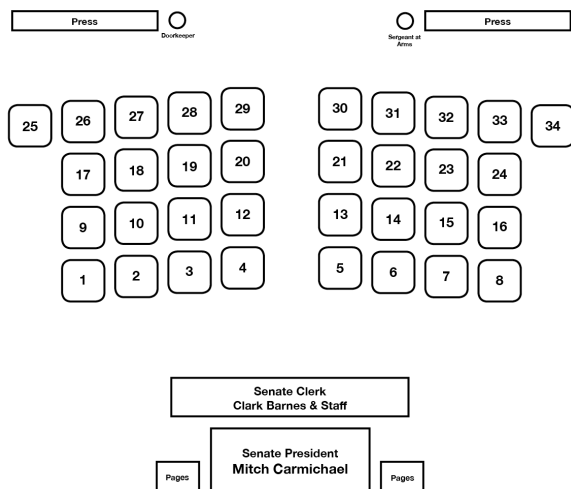 Press
Press
Doorkeeper
Sergeant at
Arms
25 26 27 28 29 30 31 32 33 34
17 18 19 20 21 22 23 24
9 10 11 12 13 14 15 16
1 2 3 4 5 6 7 8
Senate Clerk
Clark Barnes & Staff
Senate President
Mitch Carmichael
Pages
Pages